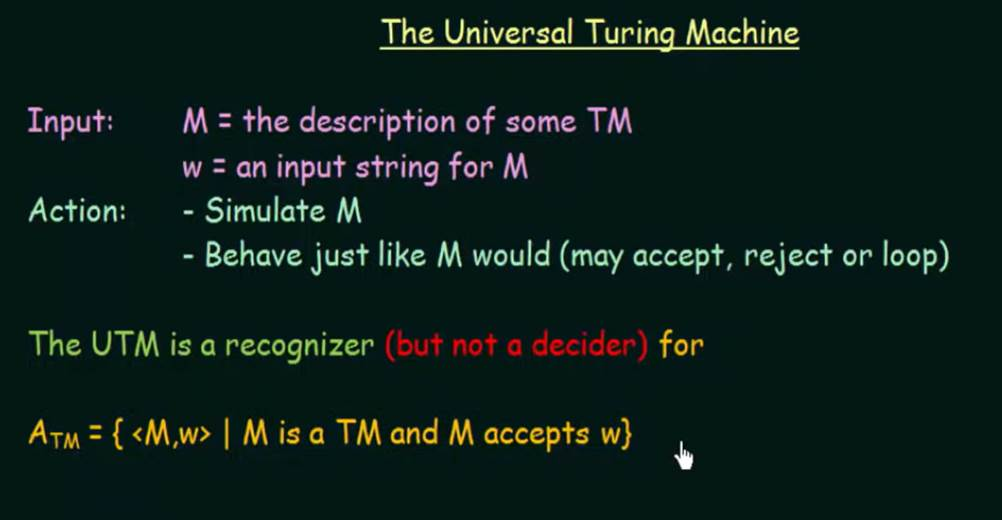 The Universal Turing Machine
Input: M = the description of some TM
w = an input string for M
Action: - Simulate M
- Behave just like M would (may accept, reject or loop)
The UTM is a recognizer (but not a decider) for
A_TM = { <M,w> | M is a TM and M accepts w}